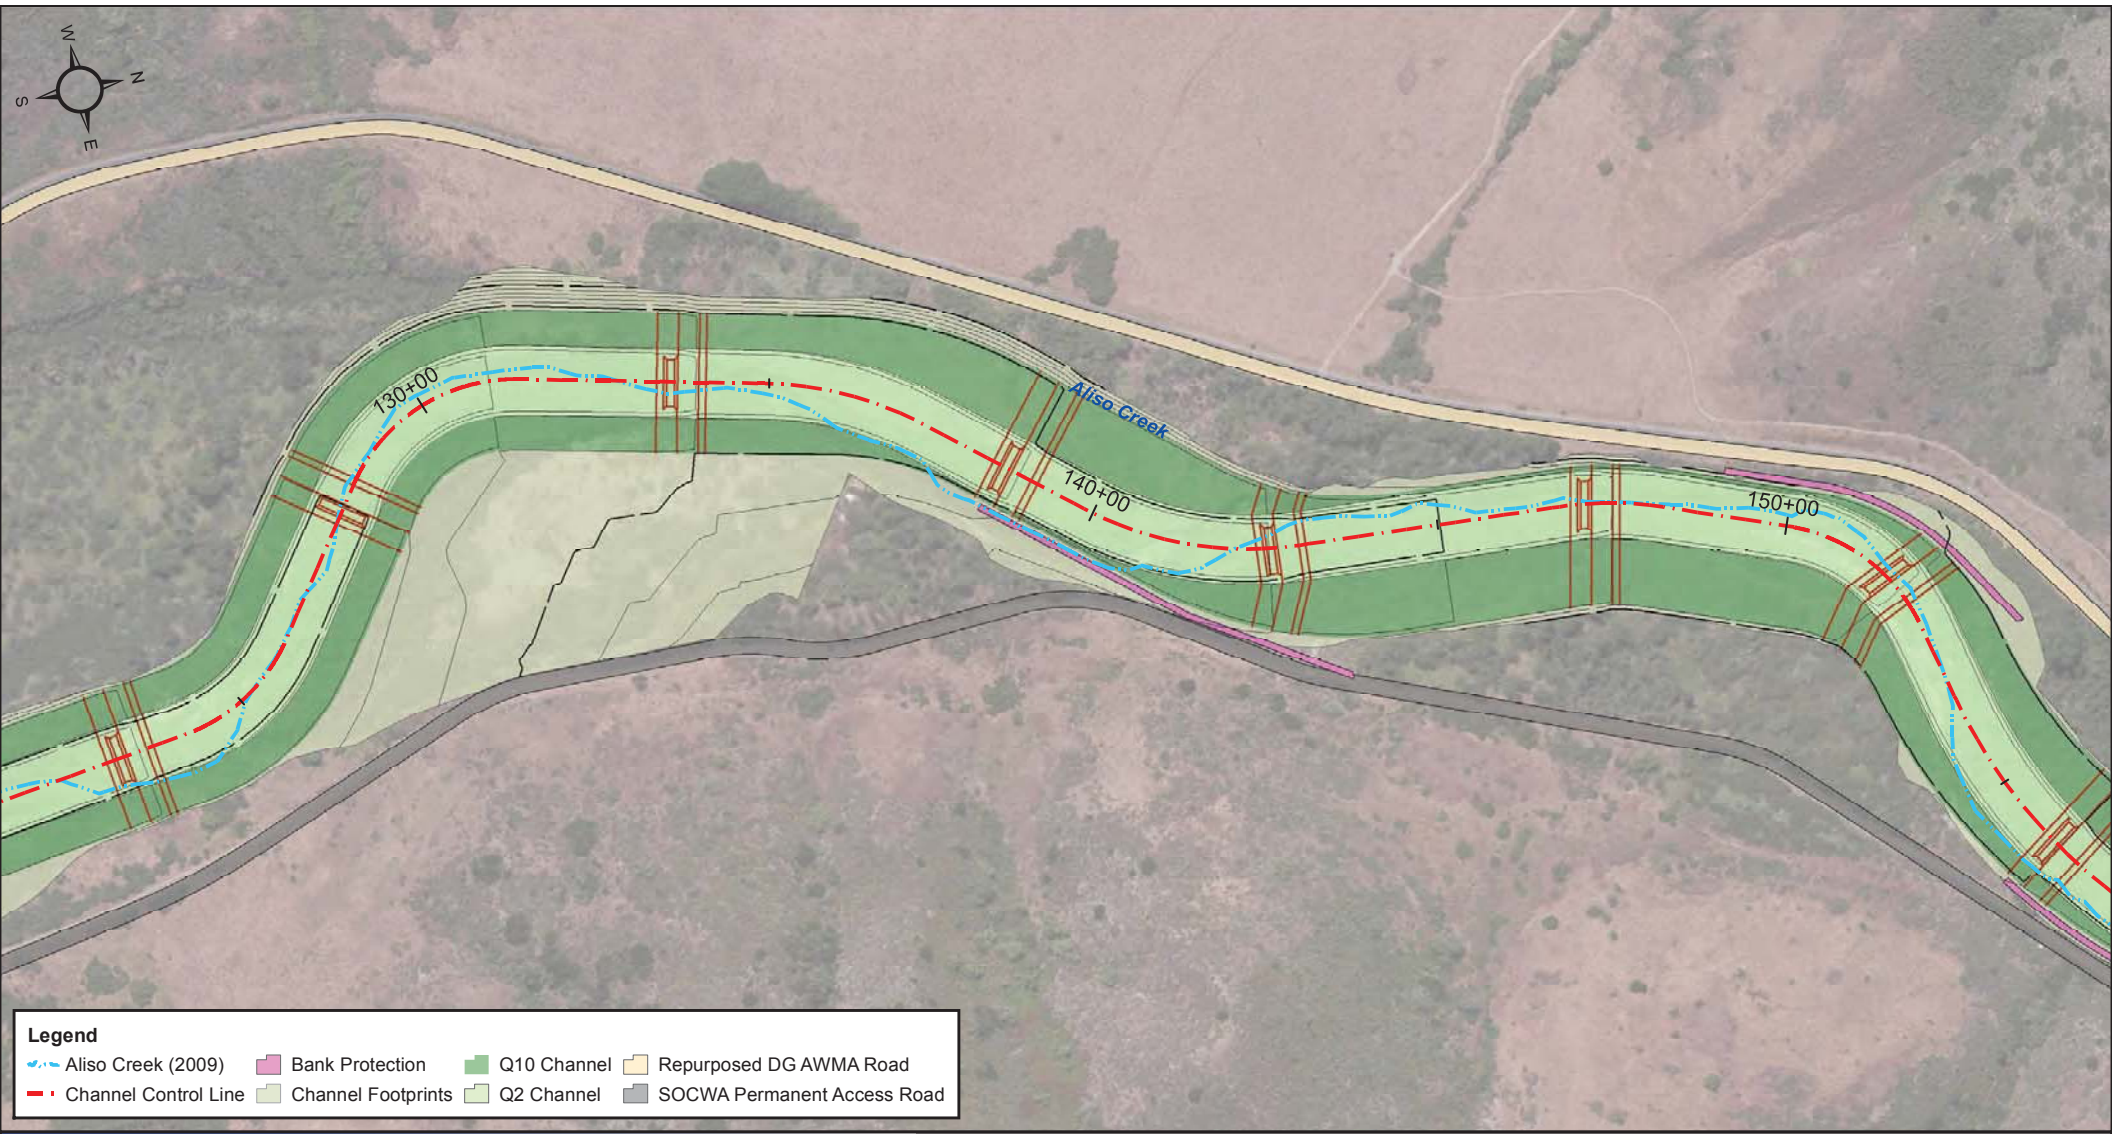 W
N
S
E
130+00
Aliso Creek
140+00
150+00
Legend
Aliso Creek (2009)
Bank Protection
Q10 Channel
Repurposed DG AWMA Road
Channel Control Line
Channel Footprints
Q2 Channel
SOCWA Permanent Access Road